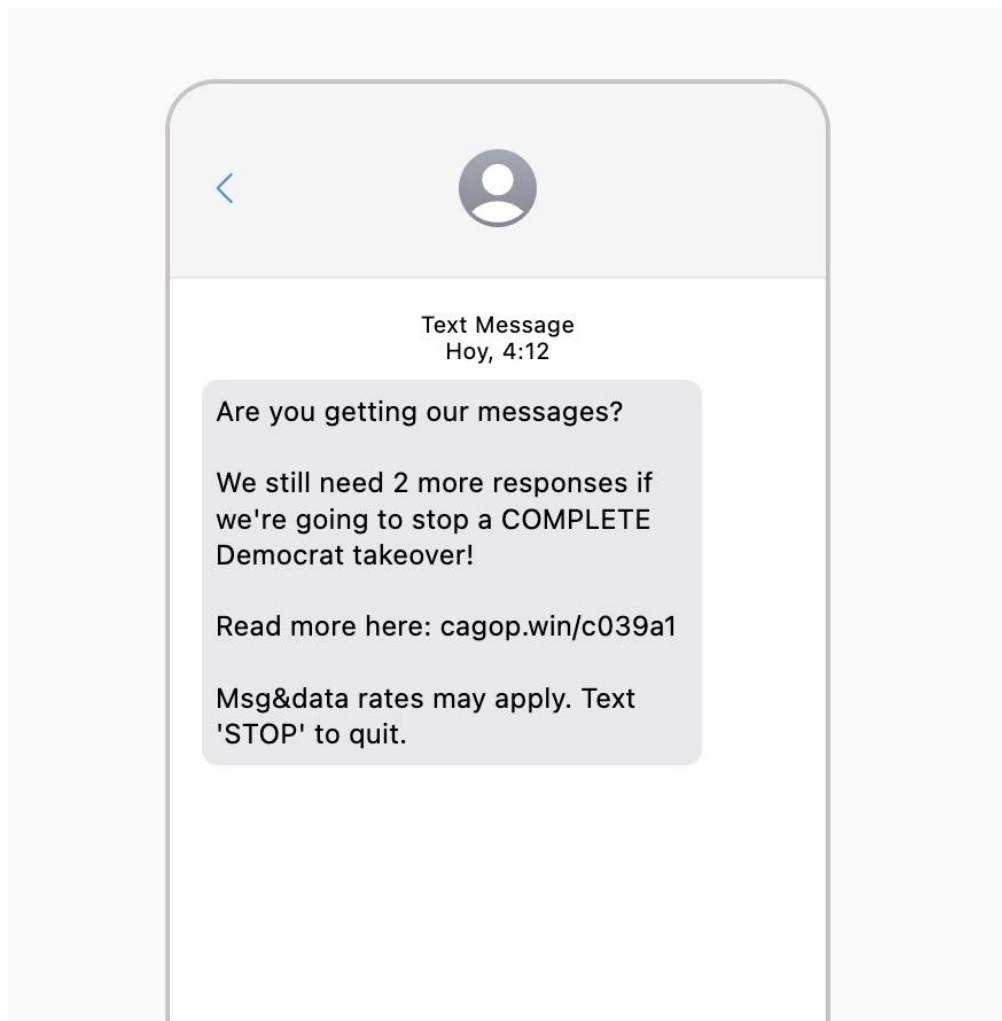 Text Message
Hoy, 4:12
Are you getting our messages?
We still need 2 more responses if
we're going to stop a COMPLETE
Democrat takeover!
Read more here: cagop.win/c039a1
Msg&data rates may apply. Text
'STOP' to quit.